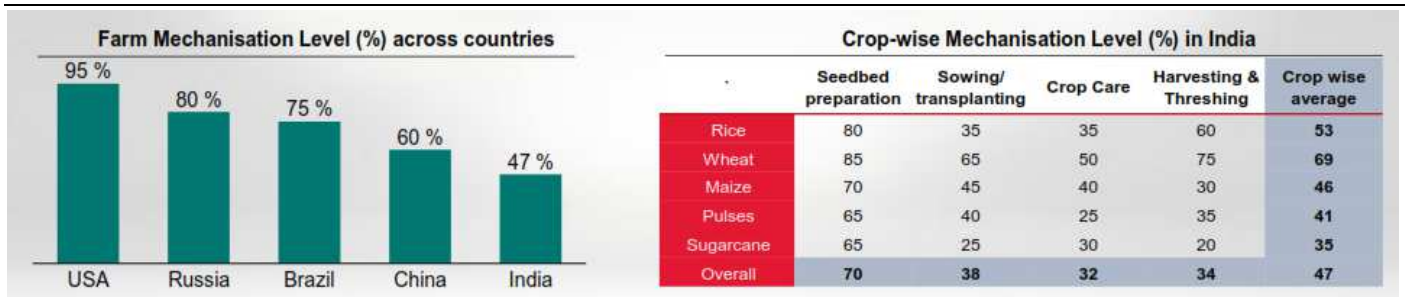 Farm Mechanisation Level (%) across countries
95 %
80 %
75 %
60 %
47 %
USA Russia Brazil China India
Crop-wise Mechanisation Level (%) in India
. Seedbed preparation Sowing/ transplanting Crop Care Harvesting & Threshing Crop wise average
Rice 80 35 35 60 53
Wheat 85 65 50 75 69
Maize 70 45 40 30 46
Pulses 65 40 25 35 41
Sugarcane 65 25 30 20 35
Overall 70 38 32 34 47